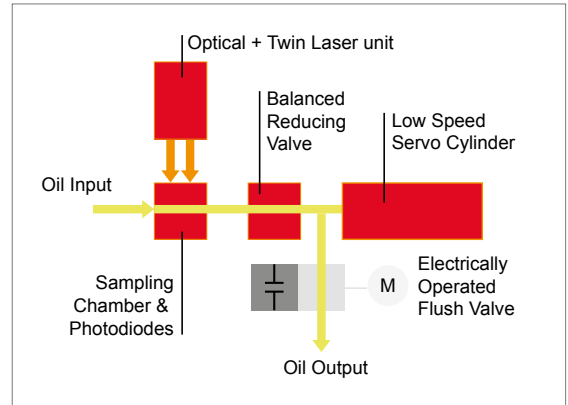 Optical + Twin Laser unit
Balanced
Reducing
Valve
Low Speed
Servo Cylinder
Oil Input
Sampling
Chamber &
Photodiodes
M
Electrically
Operated
Flush Valve
Oil Output